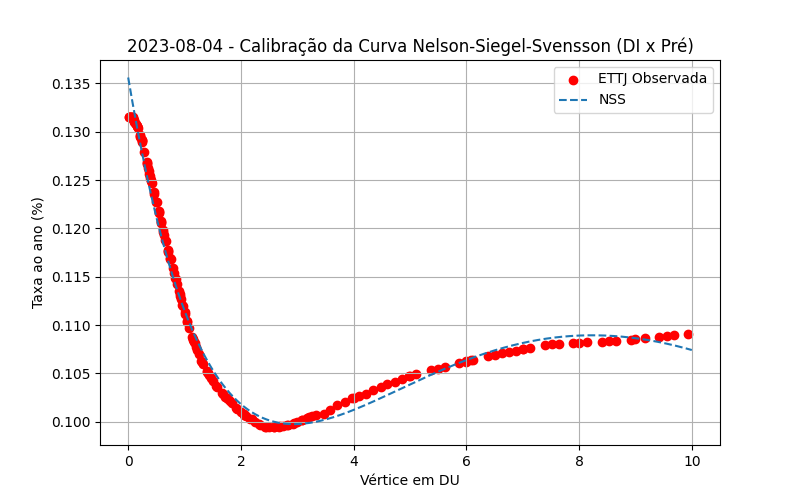 2023-08-04 - Calibração da Curva Nelson-Siegel-Svensson (DI x Pré)
ETTJ Observada
NSS
Taxa ao ano (%)
0.135
0.130
0.125
0.120
0.115
0.110
0.105
0.100
0 2 4 6 8 10
Vértice em DU